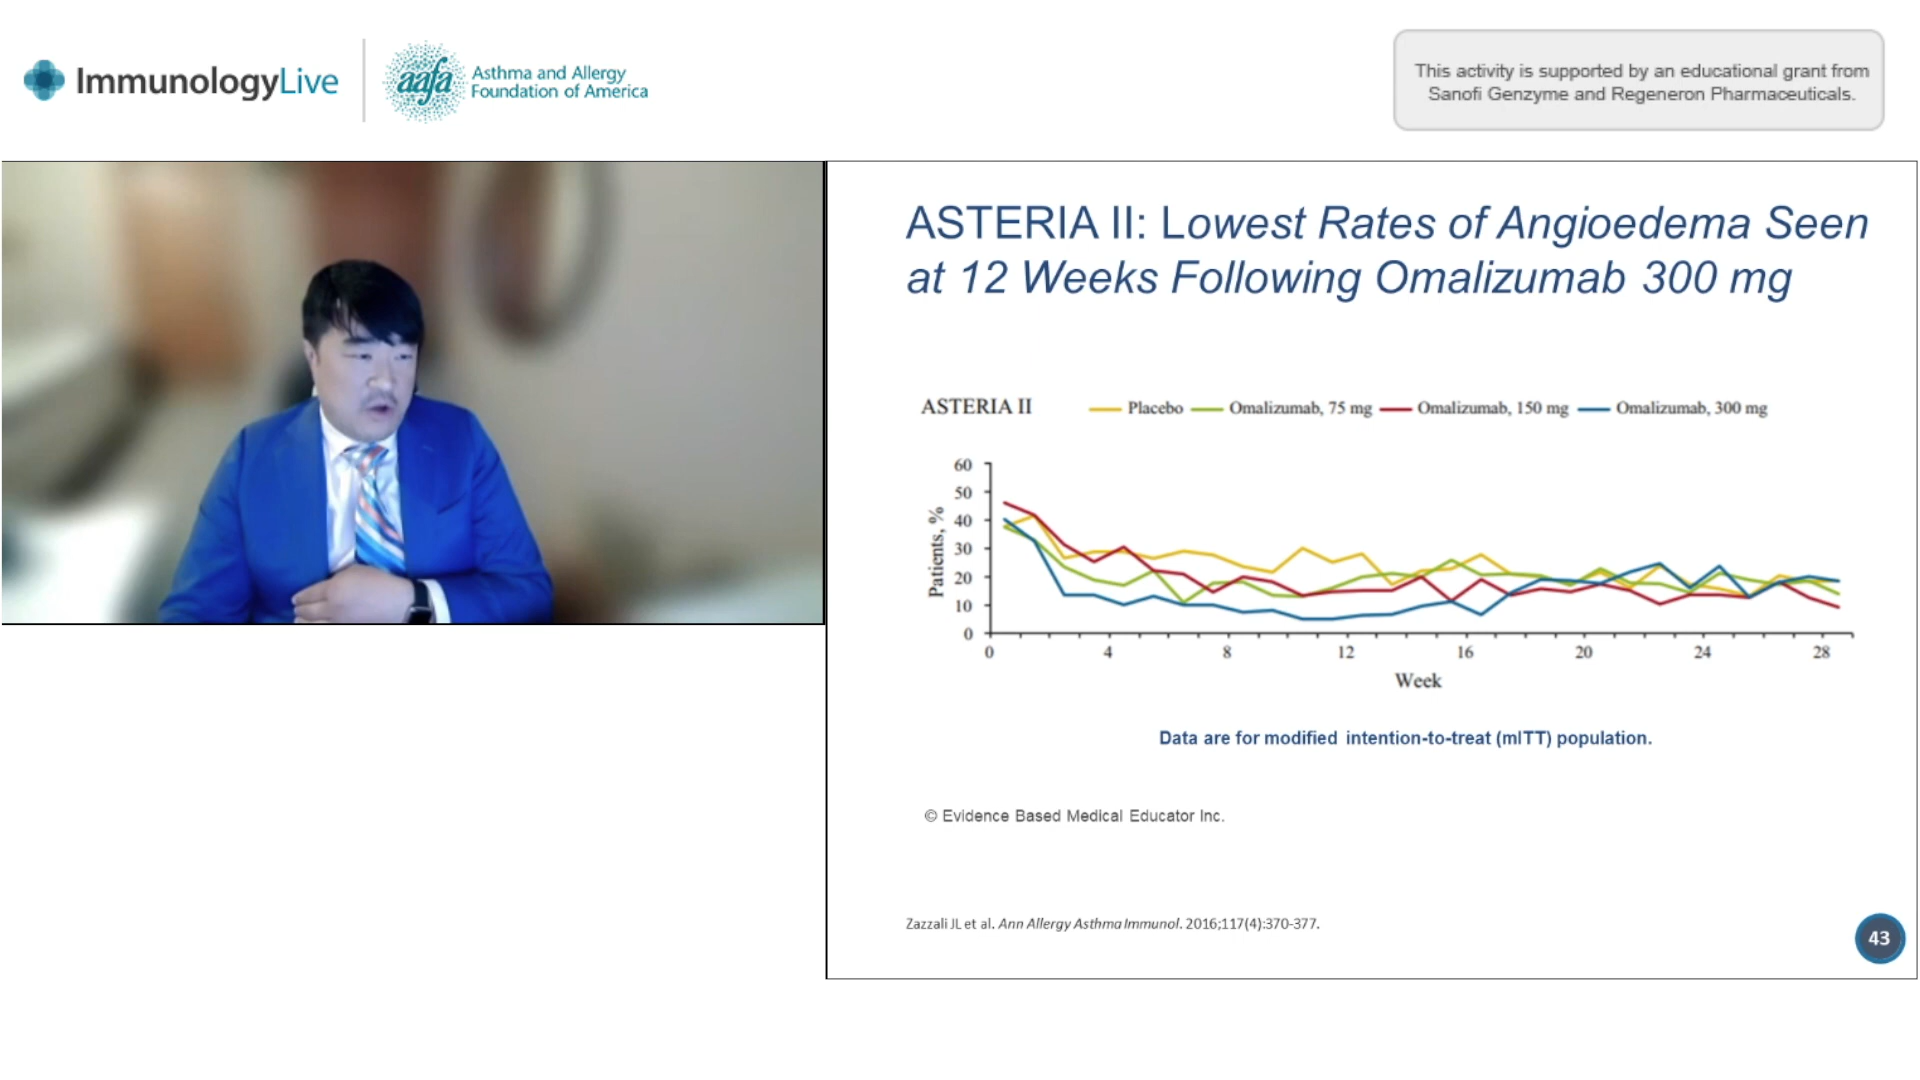 ImmunologyLive
aafa
Asthma and Allergy
Foundation of America
This activity is supported by an educational grant from
Sanofi Genzyme and Regeneron Pharmaceuticals.
ASTERIA II: Lowest Rates of Angioedema Seen
at 12 Weeks Following Omalizumab 300 mg
ASTERIA II
Placebo Omalizumab, 75 mg Omalizumab, 150 mg Omalizumab, 300 mg
Patients, %
60
50
40
30
20
10
0
0 4 8 12 16 20 24 28
Week
Data are for modified intention-to-treat (mITT) population.
© Evidence Based Medical Educator Inc.
Zazzali JL et al. Ann Allergy Asthma Immunol. 2016;117(4):370-377.
43